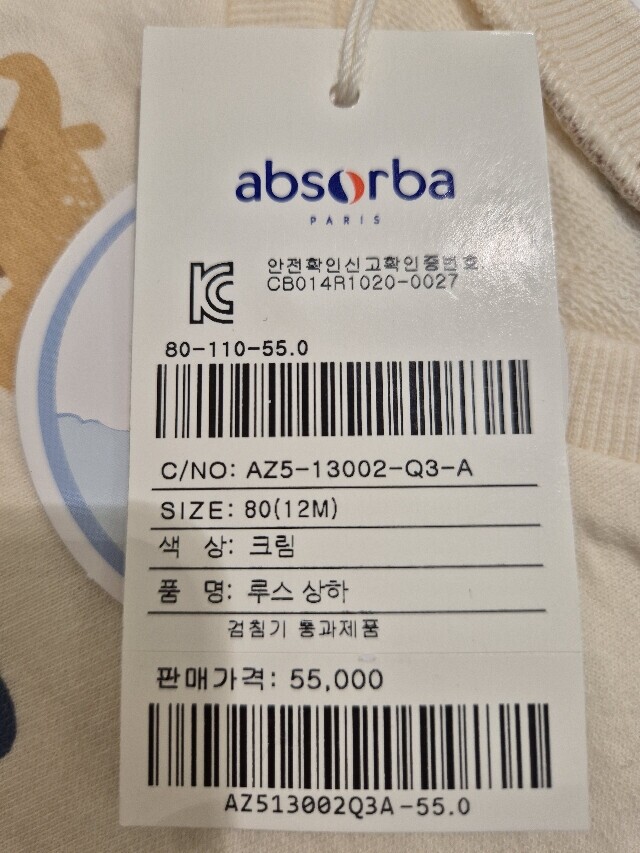 absorba
PARIS
안전확인신고확인증번호
CB014R1020-0027
80-110-55.0
C/NO: AZ5-13002-Q3-A
SIZE: 80(12M)
색 상: 크림
품 명: 루스 상하
검침기 통과제품
판매가격: 55,000
AZ513002Q3A-55.0